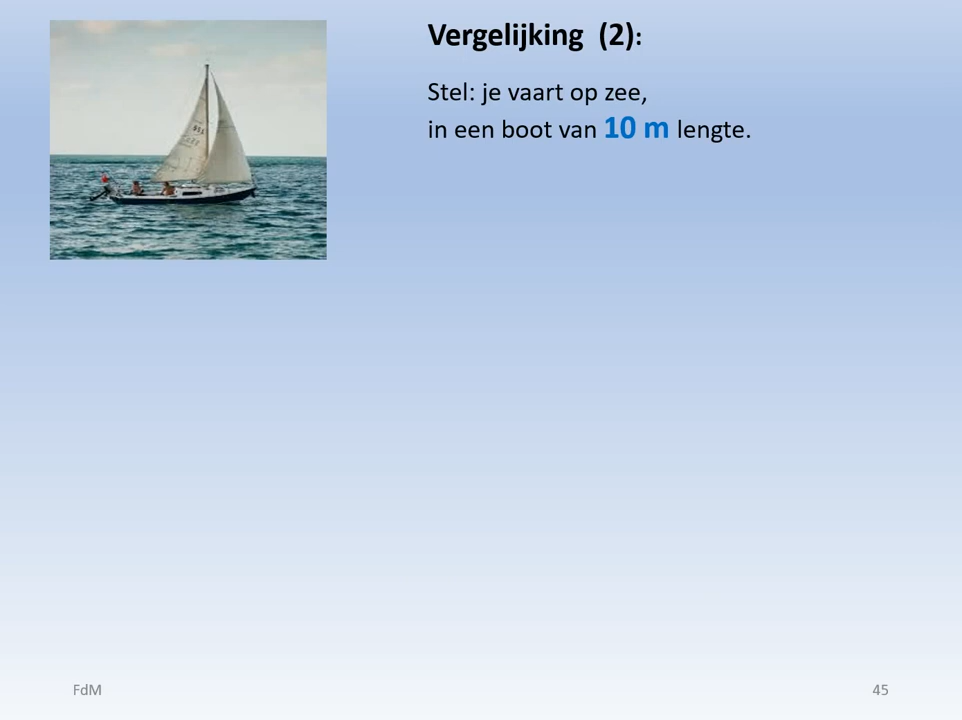 Vergelijking (2):
Stel: je vaart op zee,
in een boot van 10 m lengte.
FdM
45